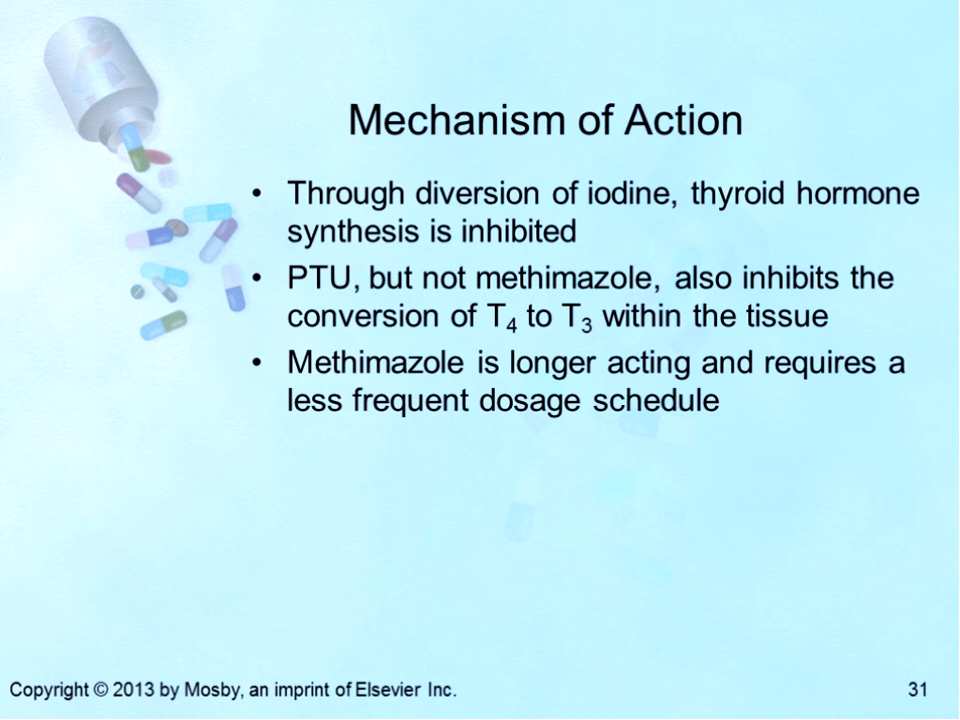 Mechanism of Action
• Through diversion of iodine, thyroid hormone
synthesis is inhibited
• PTU, but not methimazole, also inhibits the
conversion of T₄ to T₃ within the tissue
• Methimazole is longer acting and requires a
less frequent dosage schedule
Copyright © 2013 by Mosby, an imprint of Elsevier Inc.
31